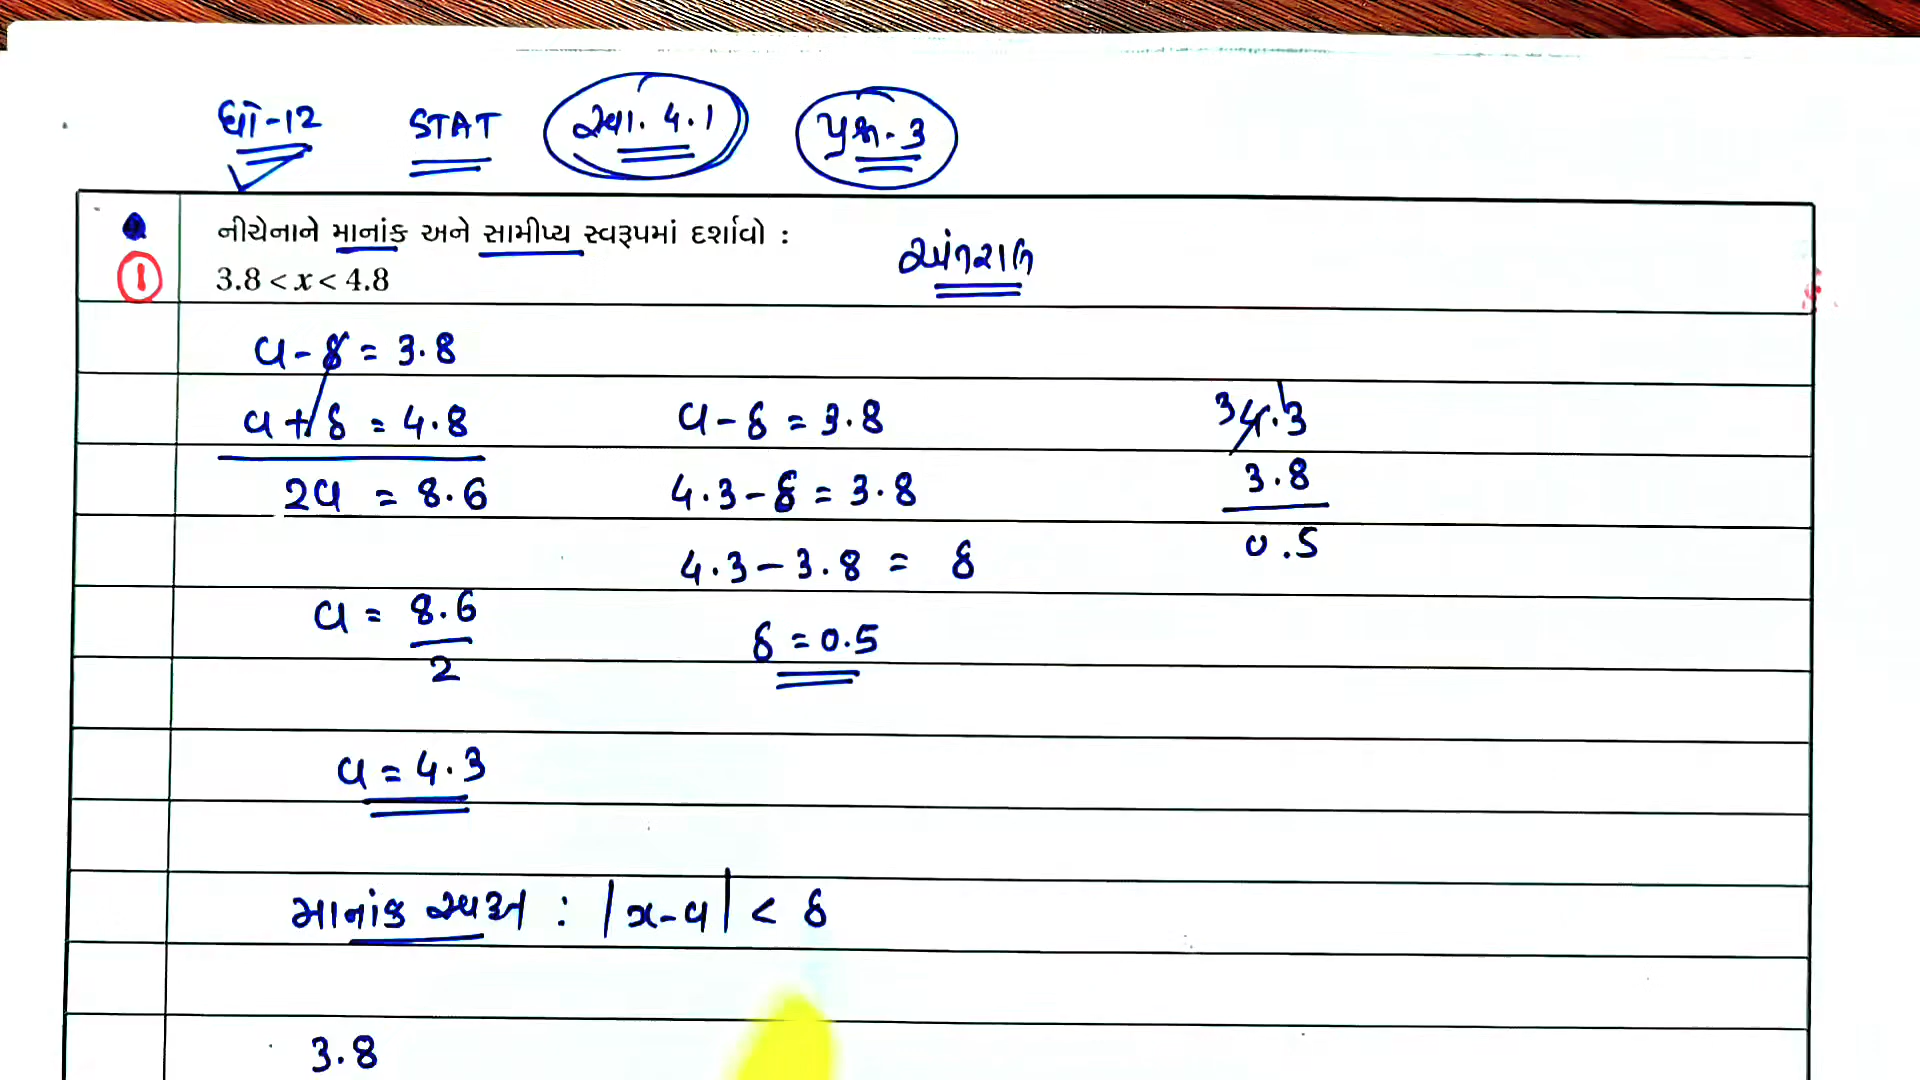 ધો-12 STAT સ્વા. 4.1 પ્રશ્ન-3
નીચેનાને માનાંક અને સામીપ્ય સ્વરૂપમાં દર્શાવો :
અંતરાલ
1
3.8 < x < 4.8
a - δ = 3.8
a + δ = 4.8
2a = 8.6
a = 8.6
2
a = 4.3
a - δ = 3.8
4.3 - δ = 3.8
4.3 - 3.8 = δ
δ = 0.5
3 4.3
3.8
0.5
માનાંક સ્વરૂપ : |x - a| < δ
3.8